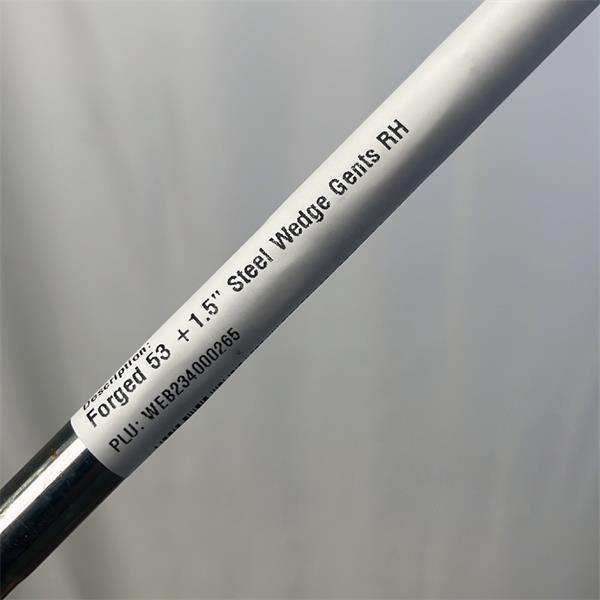 Description:
Forged 53 +1.5" Steel Wedge Gents RH
PLU: WEB234000265